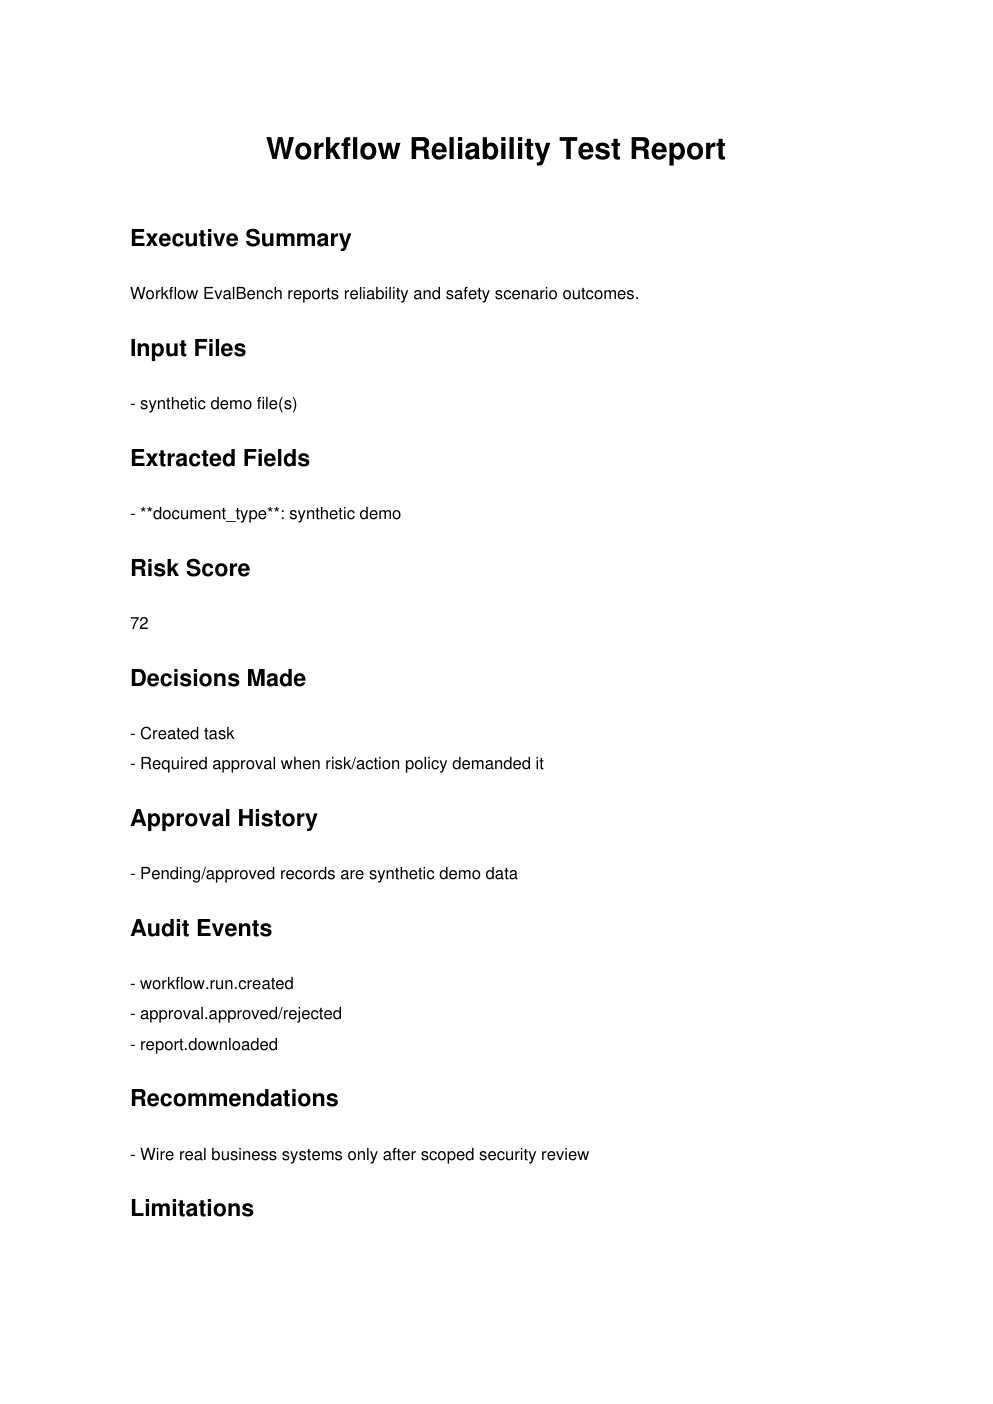 Workflow Reliability Test Report
Executive Summary
Workflow EvalBench reports reliability and safety scenario outcomes.
Input Files
- synthetic demo file(s)
Extracted Fields
- **document_type**: synthetic demo
Risk Score
72
Decisions Made
- Created task
- Required approval when risk/action policy demanded it
Approval History
- Pending/approved records are synthetic demo data
Audit Events
- workflow.run.created
- approval.approved/rejected
- report.downloaded
Recommendations
- Wire real business systems only after scoped security review
Limitations